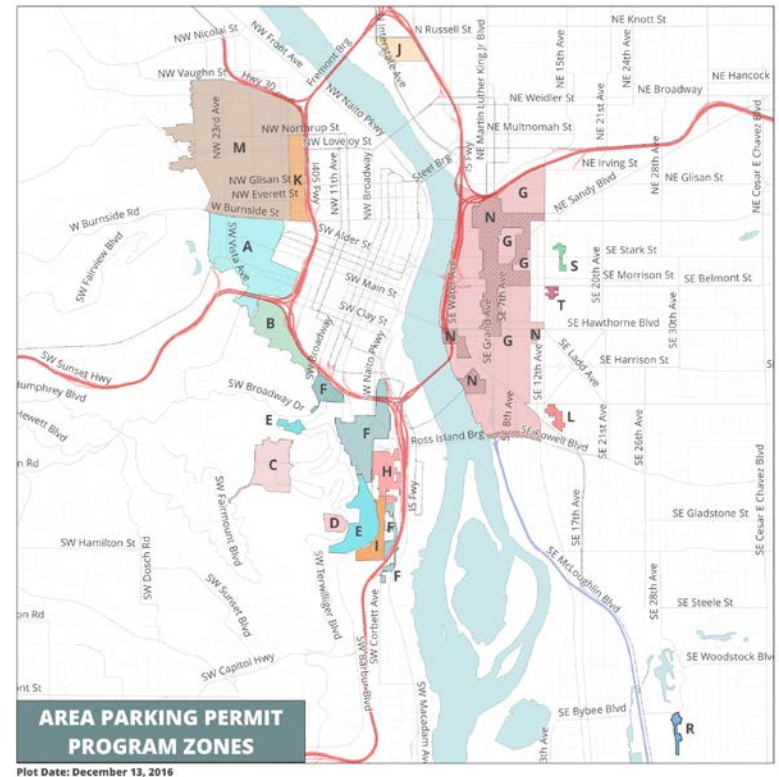 NE Knott St
NW Nicolai St
NW Front Ave
N Russell St
N Interstate Ave
J
NE Martin Luther King Jr Blvd
NE 15th Ave
NE 24th Ave
NE 21st Ave
NW Vaughn St
Hwy 30
Fremont Brg
NE Hancock
NE Broadway
NE Weidler St
NW Naito Pkwy
NE Multnomah St
NW 23rd Ave
NW Northrup St
NW Lovejoy St
M
K
I405 Fwy
NW 11th Ave
NW Broadway
Steel Brg
I5 Fwy
NE Irving St
NE 28th Ave
NE Glisan St
NE Cesar E Chavez Blvd
NW Glisan St
NW Everett St
NE Sandy Blvd
G
N
W Burnside Rd
W Burnside St
SW Fairview Blvd
SW Vista Ave
A
SW Alder St
G
G
S
SE Stark St
SE 20th Ave
SE Morrison St
SE Belmont St
SW Main St
SE Water Ave
SE 7th Ave
T
SW Clay St
B
SE Grand Ave
SE Hawthorne Blvd
SE 30th Ave
SW Broadway
SW Naito Pkwy
N
G
N
SE 12th Ave
SE Ladd Ave
SE Harrison St
S
SW Sunset Hwy
Humphrey Blvd
SW Broadway Dr
F
N
Hewett Blvd
E
F
Ross Island Brg
SE 8th Ave
SE Powell Blvd
L
SE 21st Ave
SE 26th Ave
n Rd
C
H
SE Cesar E Chavez Blvd
SW Fairmount Blvd
I5 Fwy
SE 17th Ave
SE Gladstone St
D
E
F
I
SW Hamilton St
SW Dosch Rd
SW Terwilliger Blvd
F
SE McLoughlin Blvd
SW Sunset Blvd
SW Corbett Ave
SE 28th Ave
SE Steele St
on Rd
SW Capitol Hwy
SE Woodstock Blv
SW Barbur Blvd
SW Macadam Av
nt St
SE Bybee Blvd
3th Ave
R
AREA PARKING PERMIT
PROGRAM ZONES
Plot Date: December 13, 2016